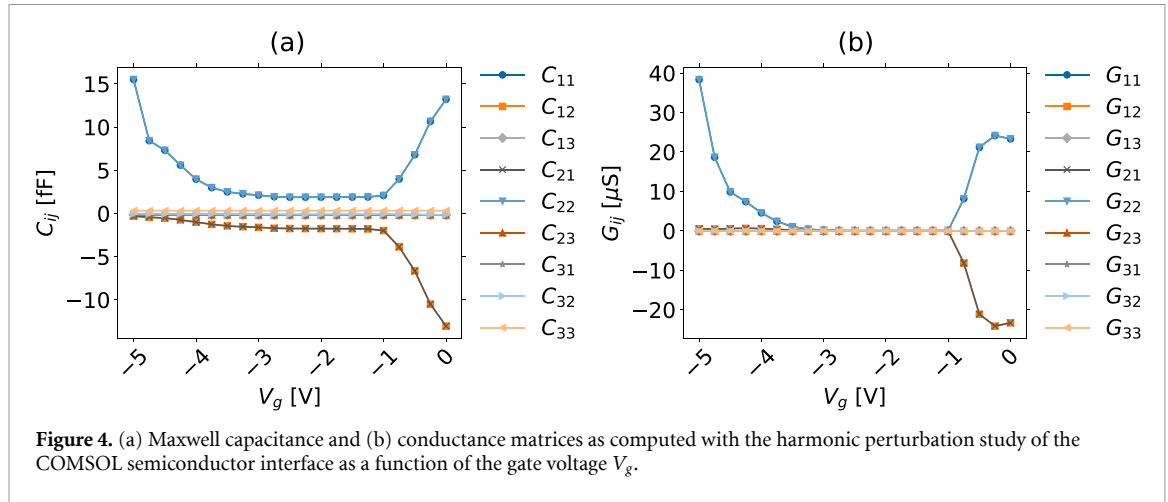 (a)
15
10
5
0
−5
−10
C_ij [fF]
−5
−4
−3
−2
−1
0
V_g [V]
C_11
C_12
C_13
C_21
C_22
C_23
C_31
C_32
C_33
(b)
40
30
20
10
0
−10
−20
G_ij [μS]
−5
−4
−3
−2
−1
0
V_g [V]
G_11
G_12
G_13
G_21
G_22
G_23
G_31
G_32
G_33
Figure 4. (a) Maxwell capacitance and (b) conductance matrices as computed with the harmonic perturbation study of the
COMSOL semiconductor interface as a function of the gate voltage V_g.